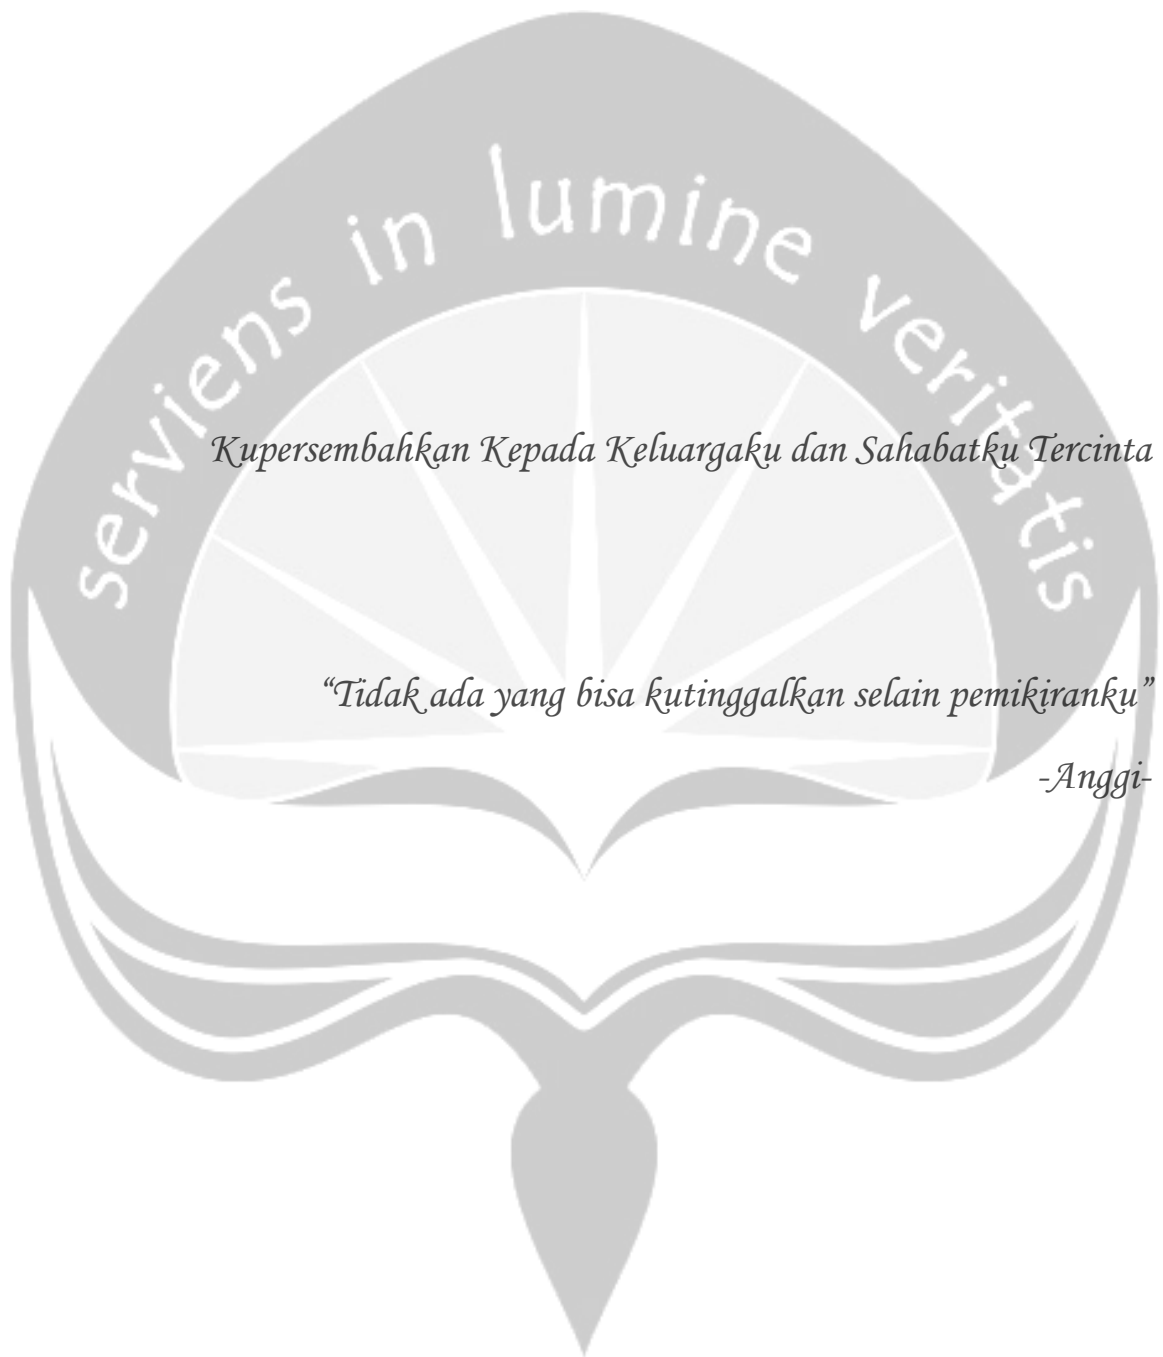 serviens in lumine veritatis
Kupersembahkan Kepada Keluargaku dan Sahabatku Tercinta
“Tidak ada yang bisa kutinggalkan selain pemikiranku”
-Anggi-